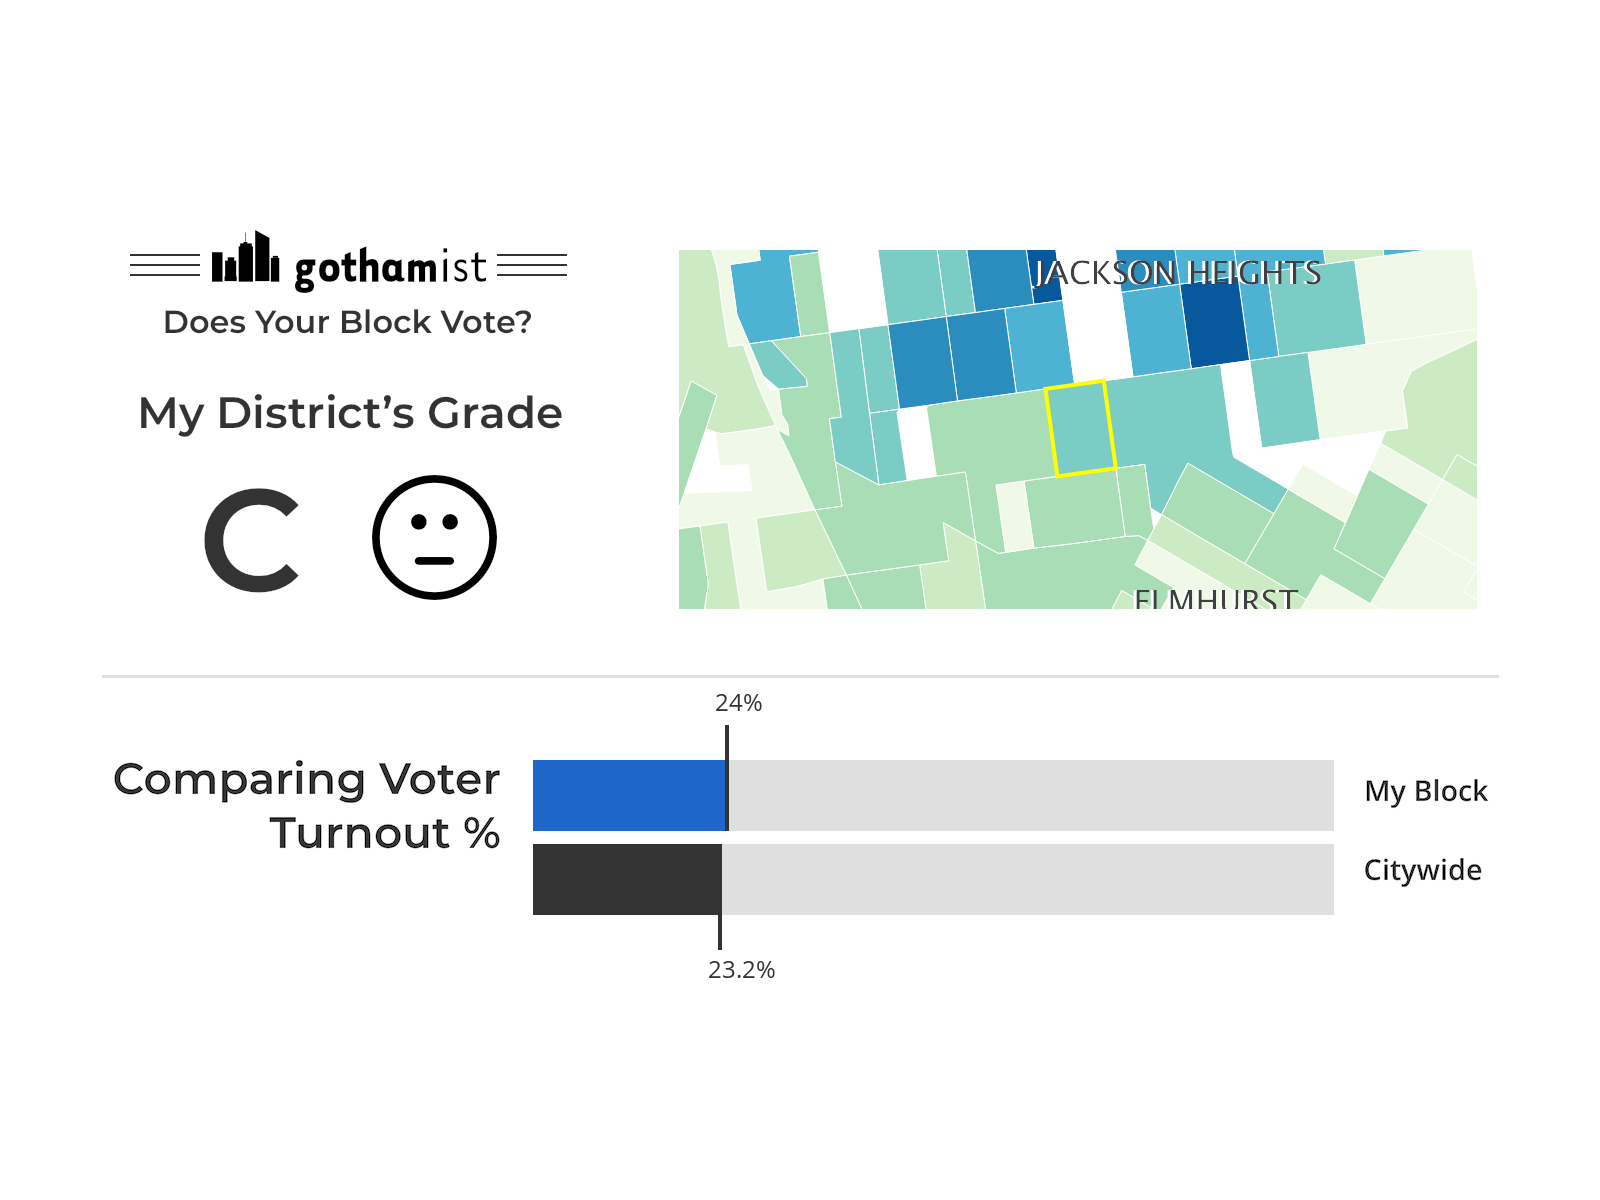 gothamist
Does Your Block Vote?
My District's Grade
C
JACKSON HEIGHTS
ELMHURST
24%
Comparing Voter
Turnout %
My Block
Citywide
23.2%